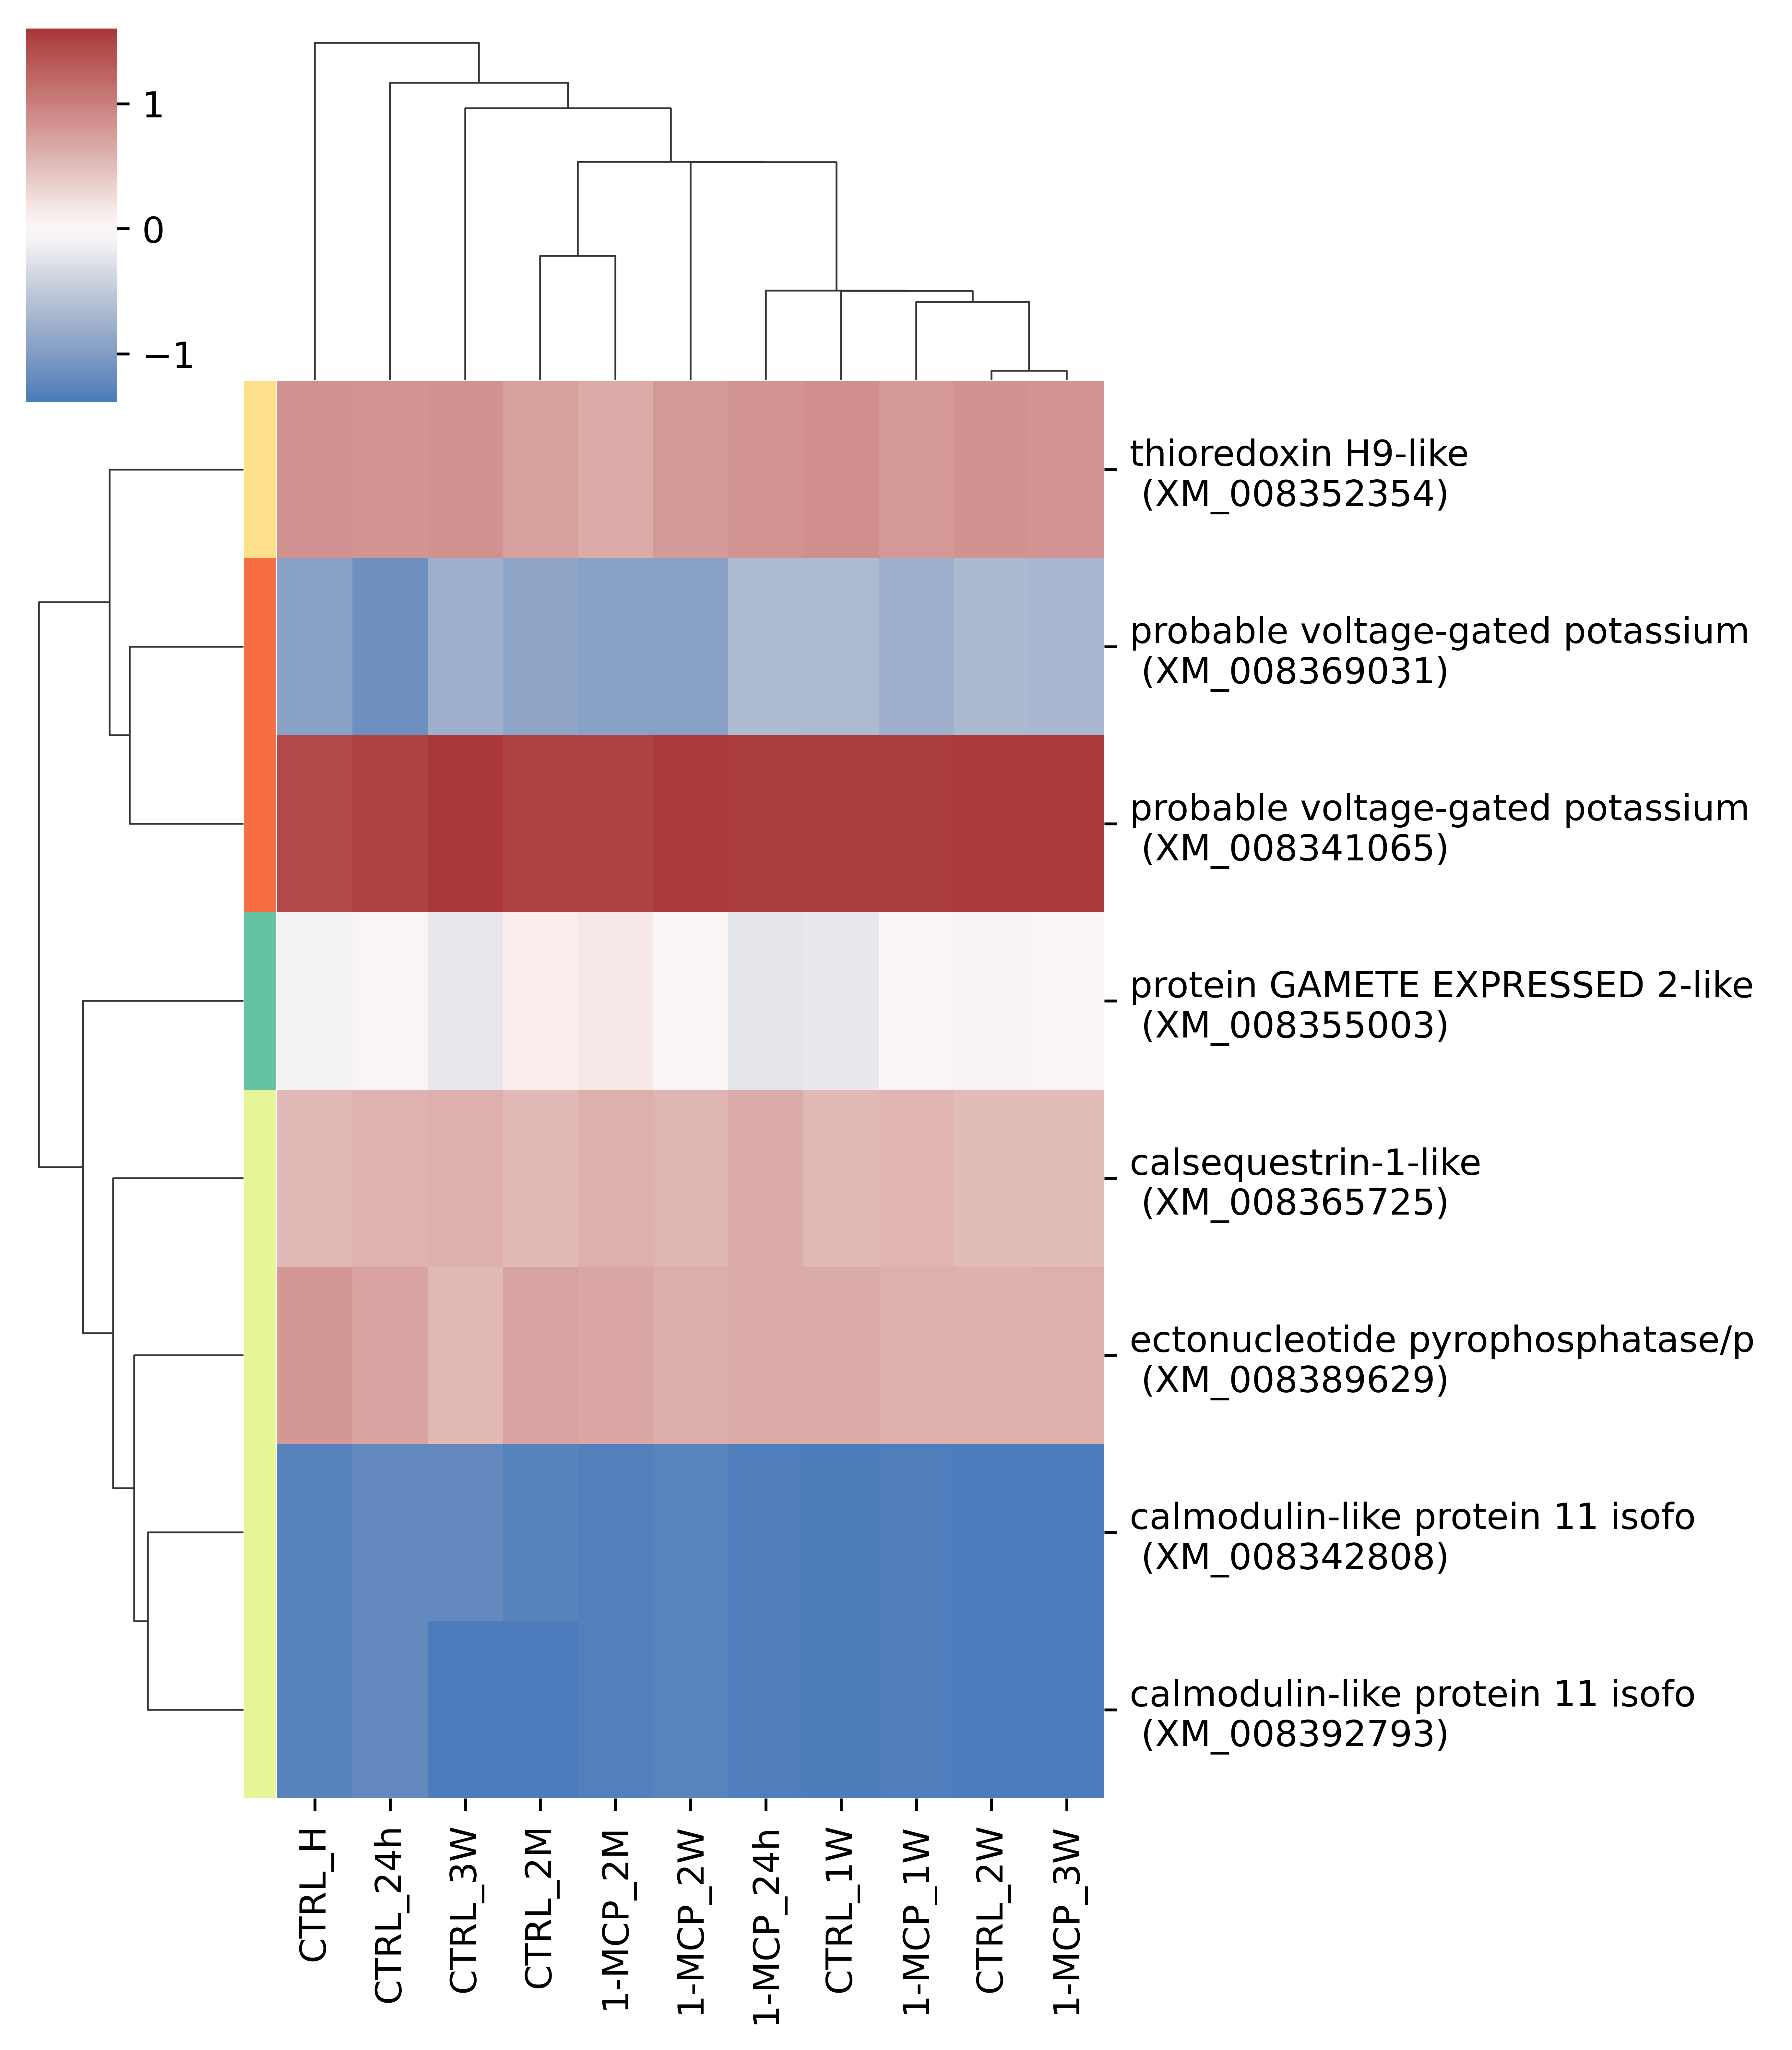 1
0
−1
thioredoxin H9-like
(XM_008352354)
probable voltage-gated potassium
(XM_008369031)
probable voltage-gated potassium
(XM_008341065)
protein GAMETE EXPRESSED 2-like
(XM_008355003)
calsequestrin-1-like
(XM_008365725)
ectonucleotide pyrophosphatase/p
(XM_008389629)
calmodulin-like protein 11 isofo
(XM_008342808)
calmodulin-like protein 11 isofo
(XM_008392793)
CTRL_H
CTRL_24h
CTRL_3W
CTRL_2M
1-MCP_2M
1-MCP_2W
1-MCP_24h
CTRL_1W
1-MCP_1W
CTRL_2W
1-MCP_3W